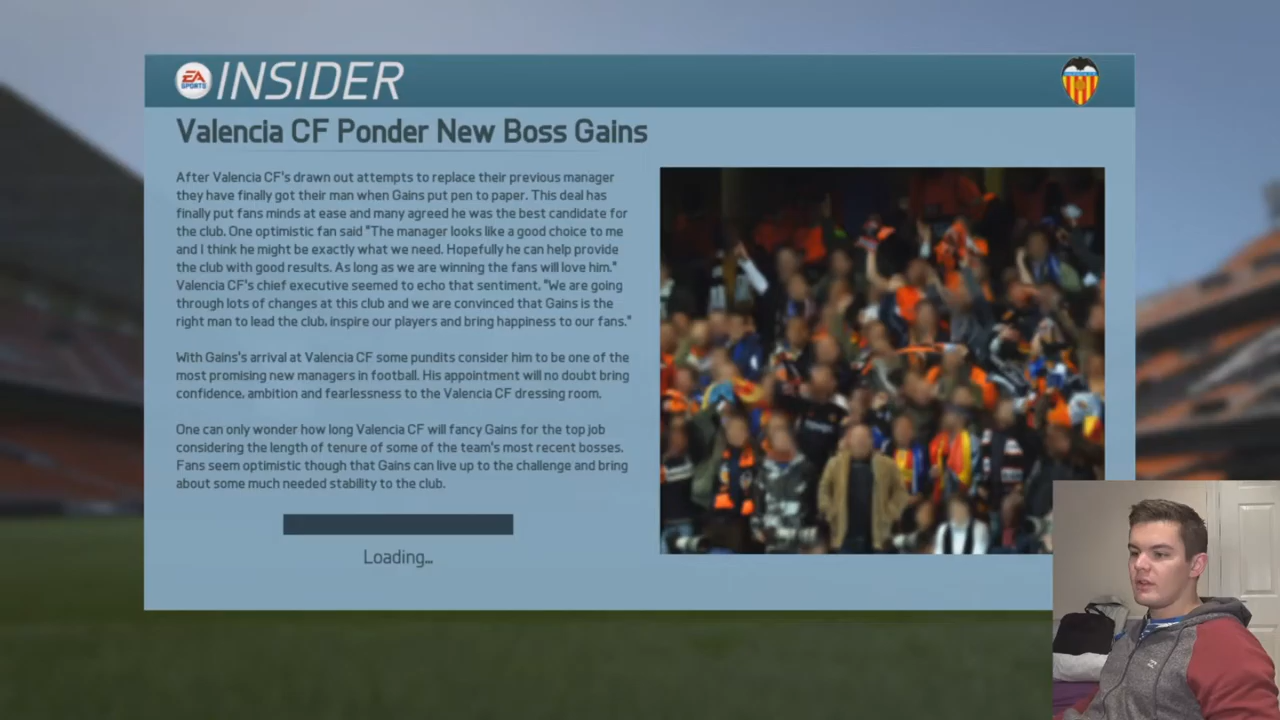 EA SPORTS INSIDER
Valencia CF Ponder New Boss Gains
After Valencia CF's drawn out attempts to replace their previous manager
they have finally got their man when Gains put pen to paper. This deal has
finally put fans minds at ease and many agreed he was the best candidate for
the club. One optimistic fan said "The manager looks like a good choice to me
and I think he might be exactly what we need. Hopefully he can help provide
the club with good results. As long as we are winning the fans will love him."
Valencia CF's chief executive seemed to echo that sentiment, "We are going
through lots of changes at this club and we are convinced that Gains is the
right man to lead the club, inspire our players and bring happiness to our fans."
With Gains's arrival at Valencia CF some pundits consider him to be one of the
most promising new managers in football. His appointment will no doubt bring
confidence, ambition and fearlessness to the Valencia CF dressing room.
One can only wonder how long Valencia CF will fancy Gains for the top job
considering the length of tenure of some of the team's most recent bosses.
Fans seem optimistic though that Gains can live up to the challenge and bring
about some much needed stability to the club.
Loading...